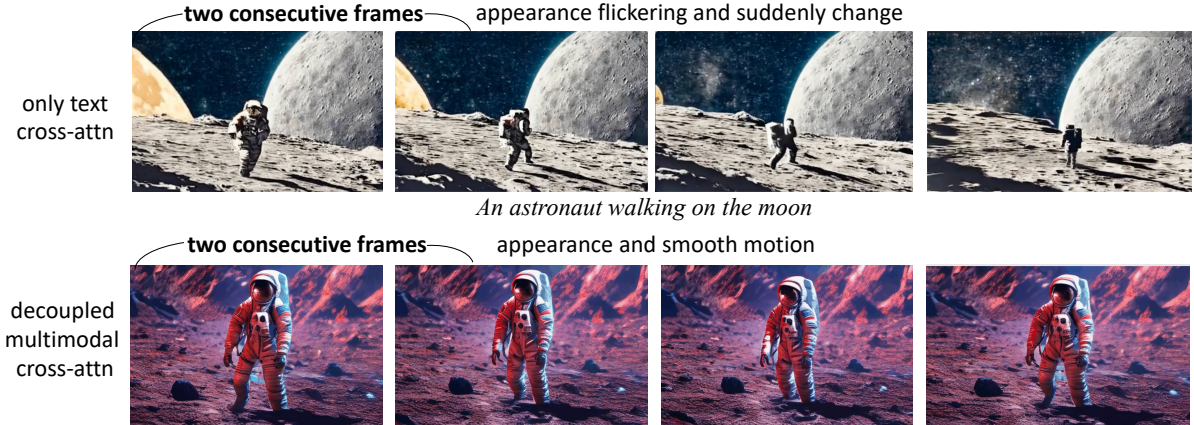 two consecutive frames appearance flickering and suddenly change
only text
cross-attn
An astronaut walking on the moon
two consecutive frames appearance and smooth motion
decoupled
multimodal
cross-attn